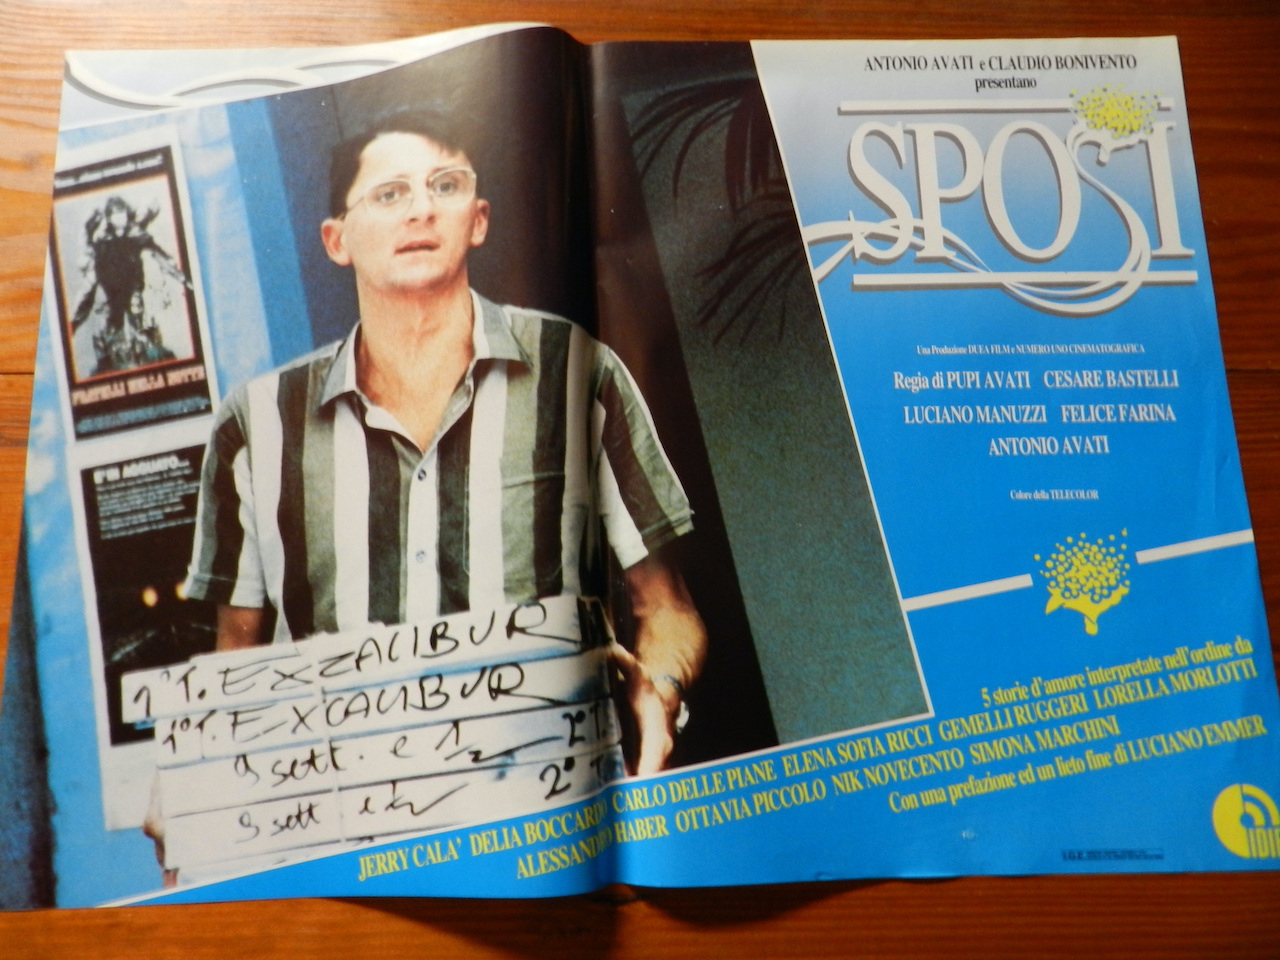 ANTONIO AVATI e CLAUDIO BONIVENTO
presentano
SPOSI
Una Produzione DUEA FILM e NUMERO UNO CINEMATOGRAFICA
Regia di PUPI AVATI CESARE BASTELLI
LUCIANO MANUZZI FELICE FARINA
ANTONIO AVATI
Colore della TELECOLOR
FRATELLI NELLA NOTTE
E' IN AGGUATO...
1° T. EXZALIBUR
1° T. EXCALIBUR
9 sett. e 1/2 2° T.
9 sett e 1/2 2° T
5 storie d'amore interpretate nell'ordine da
JERRY CALA' DELIA BOCCARDO CARLO DELLE PIANE ELENA SOFIA RICCI GEMELLI RUGGERI LORELLA MORLOTTI
ALESSANDRO HABER OTTAVIA PICCOLO NIK NOVECENTO SIMONA MARCHINI
Con una prefazione ed un lieto fine di LUCIANO EMMER